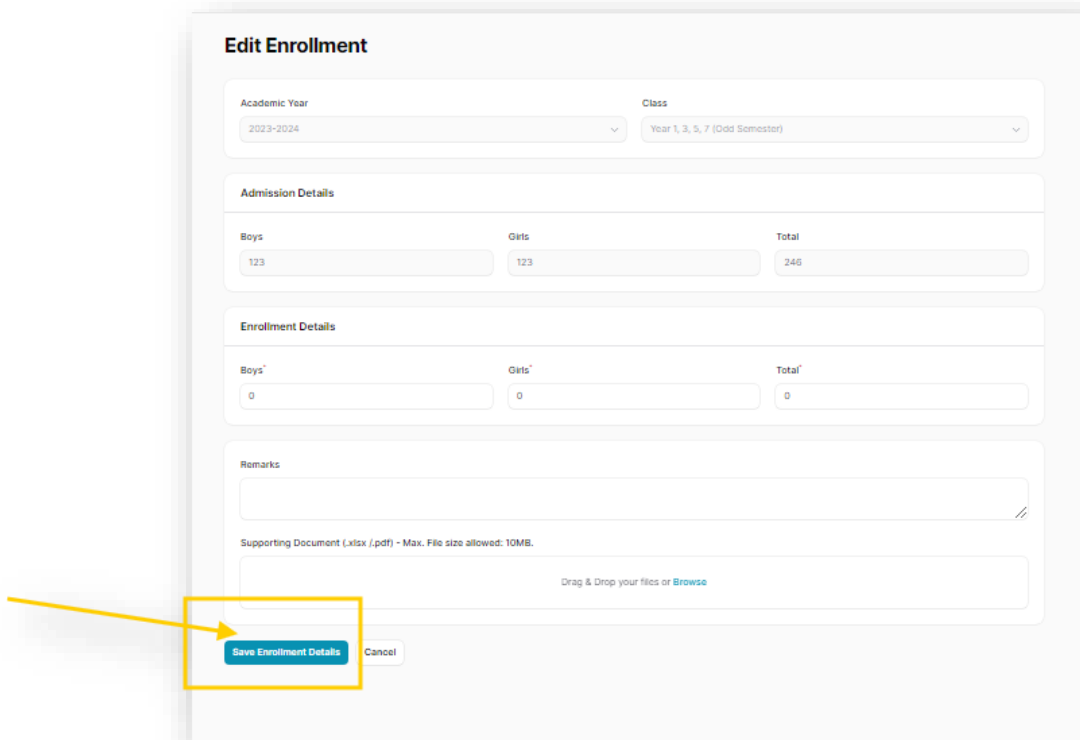 Edit Enrollment
Academic Year Class
2023-2024 Year 1, 3, 5, 7 (Odd Semester)
Admission Details
Boys Girls Total
123 123 246
Enrollment Details
Boys* Girls* Total*
0 0 0
Remarks
Supporting Document (.xlsx /.pdf) - Max. File size allowed: 10MB.
Drag & Drop your files or Browse
Save Enrollment Details Cancel